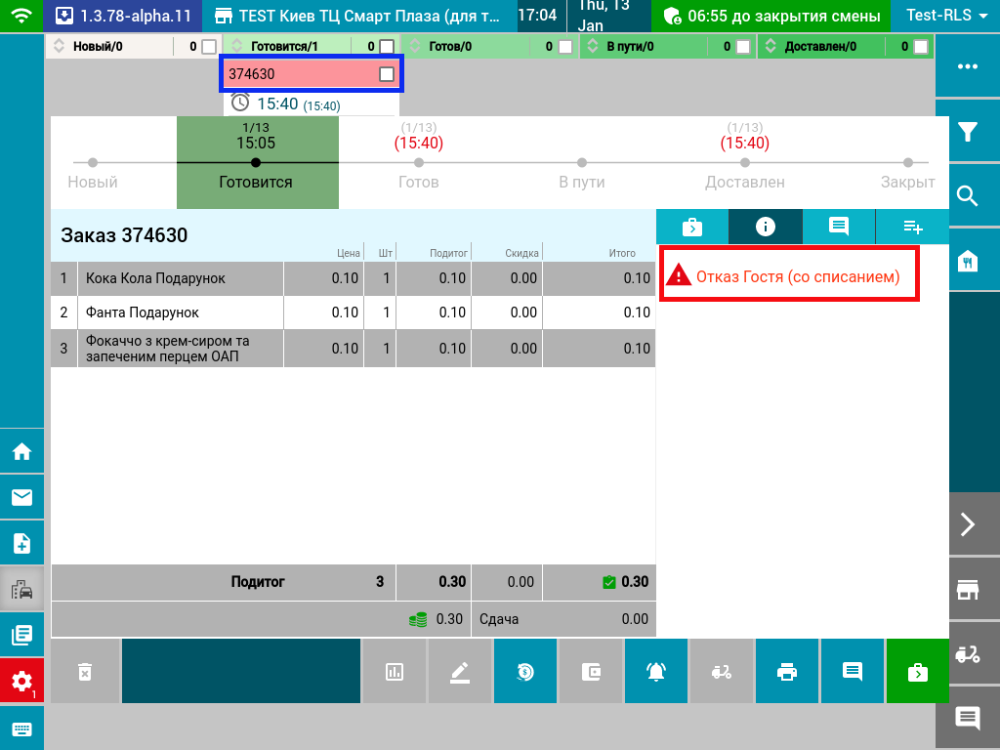 1.3.78-alpha.11
TEST Киев ТЦ Смарт Плаза (для т...
17:04
Thu, 13
Jan
06:55 до закрытия смены
Test-RLS
Новый/0 0
Готовится/1 0
Готов/0 0
В пути/0 0
Доставлен/0 0
374630
15:40 (15:40)
1/13
15:05
(1/13)
(15:40)
(1/13)
(15:40)
Новый
Готовится
Готов
В пути
Доставлен
Закрыт
Заказ 374630
Цена Шт Подитог Скидка Итого
1 Кока Кола Подарунок 0.10 1 0.10 0.00 0.10
2 Фанта Подарунок 0.10 1 0.10 0.00 0.10
3 Фокаччо з крем-сиром та
запеченим перцем ОАП 0.10 1 0.10 0.00 0.10
Отказ Гостя (со списанием)
Подитог 3 0.30 0.00 0.30
0.30 Сдача 0.00
1